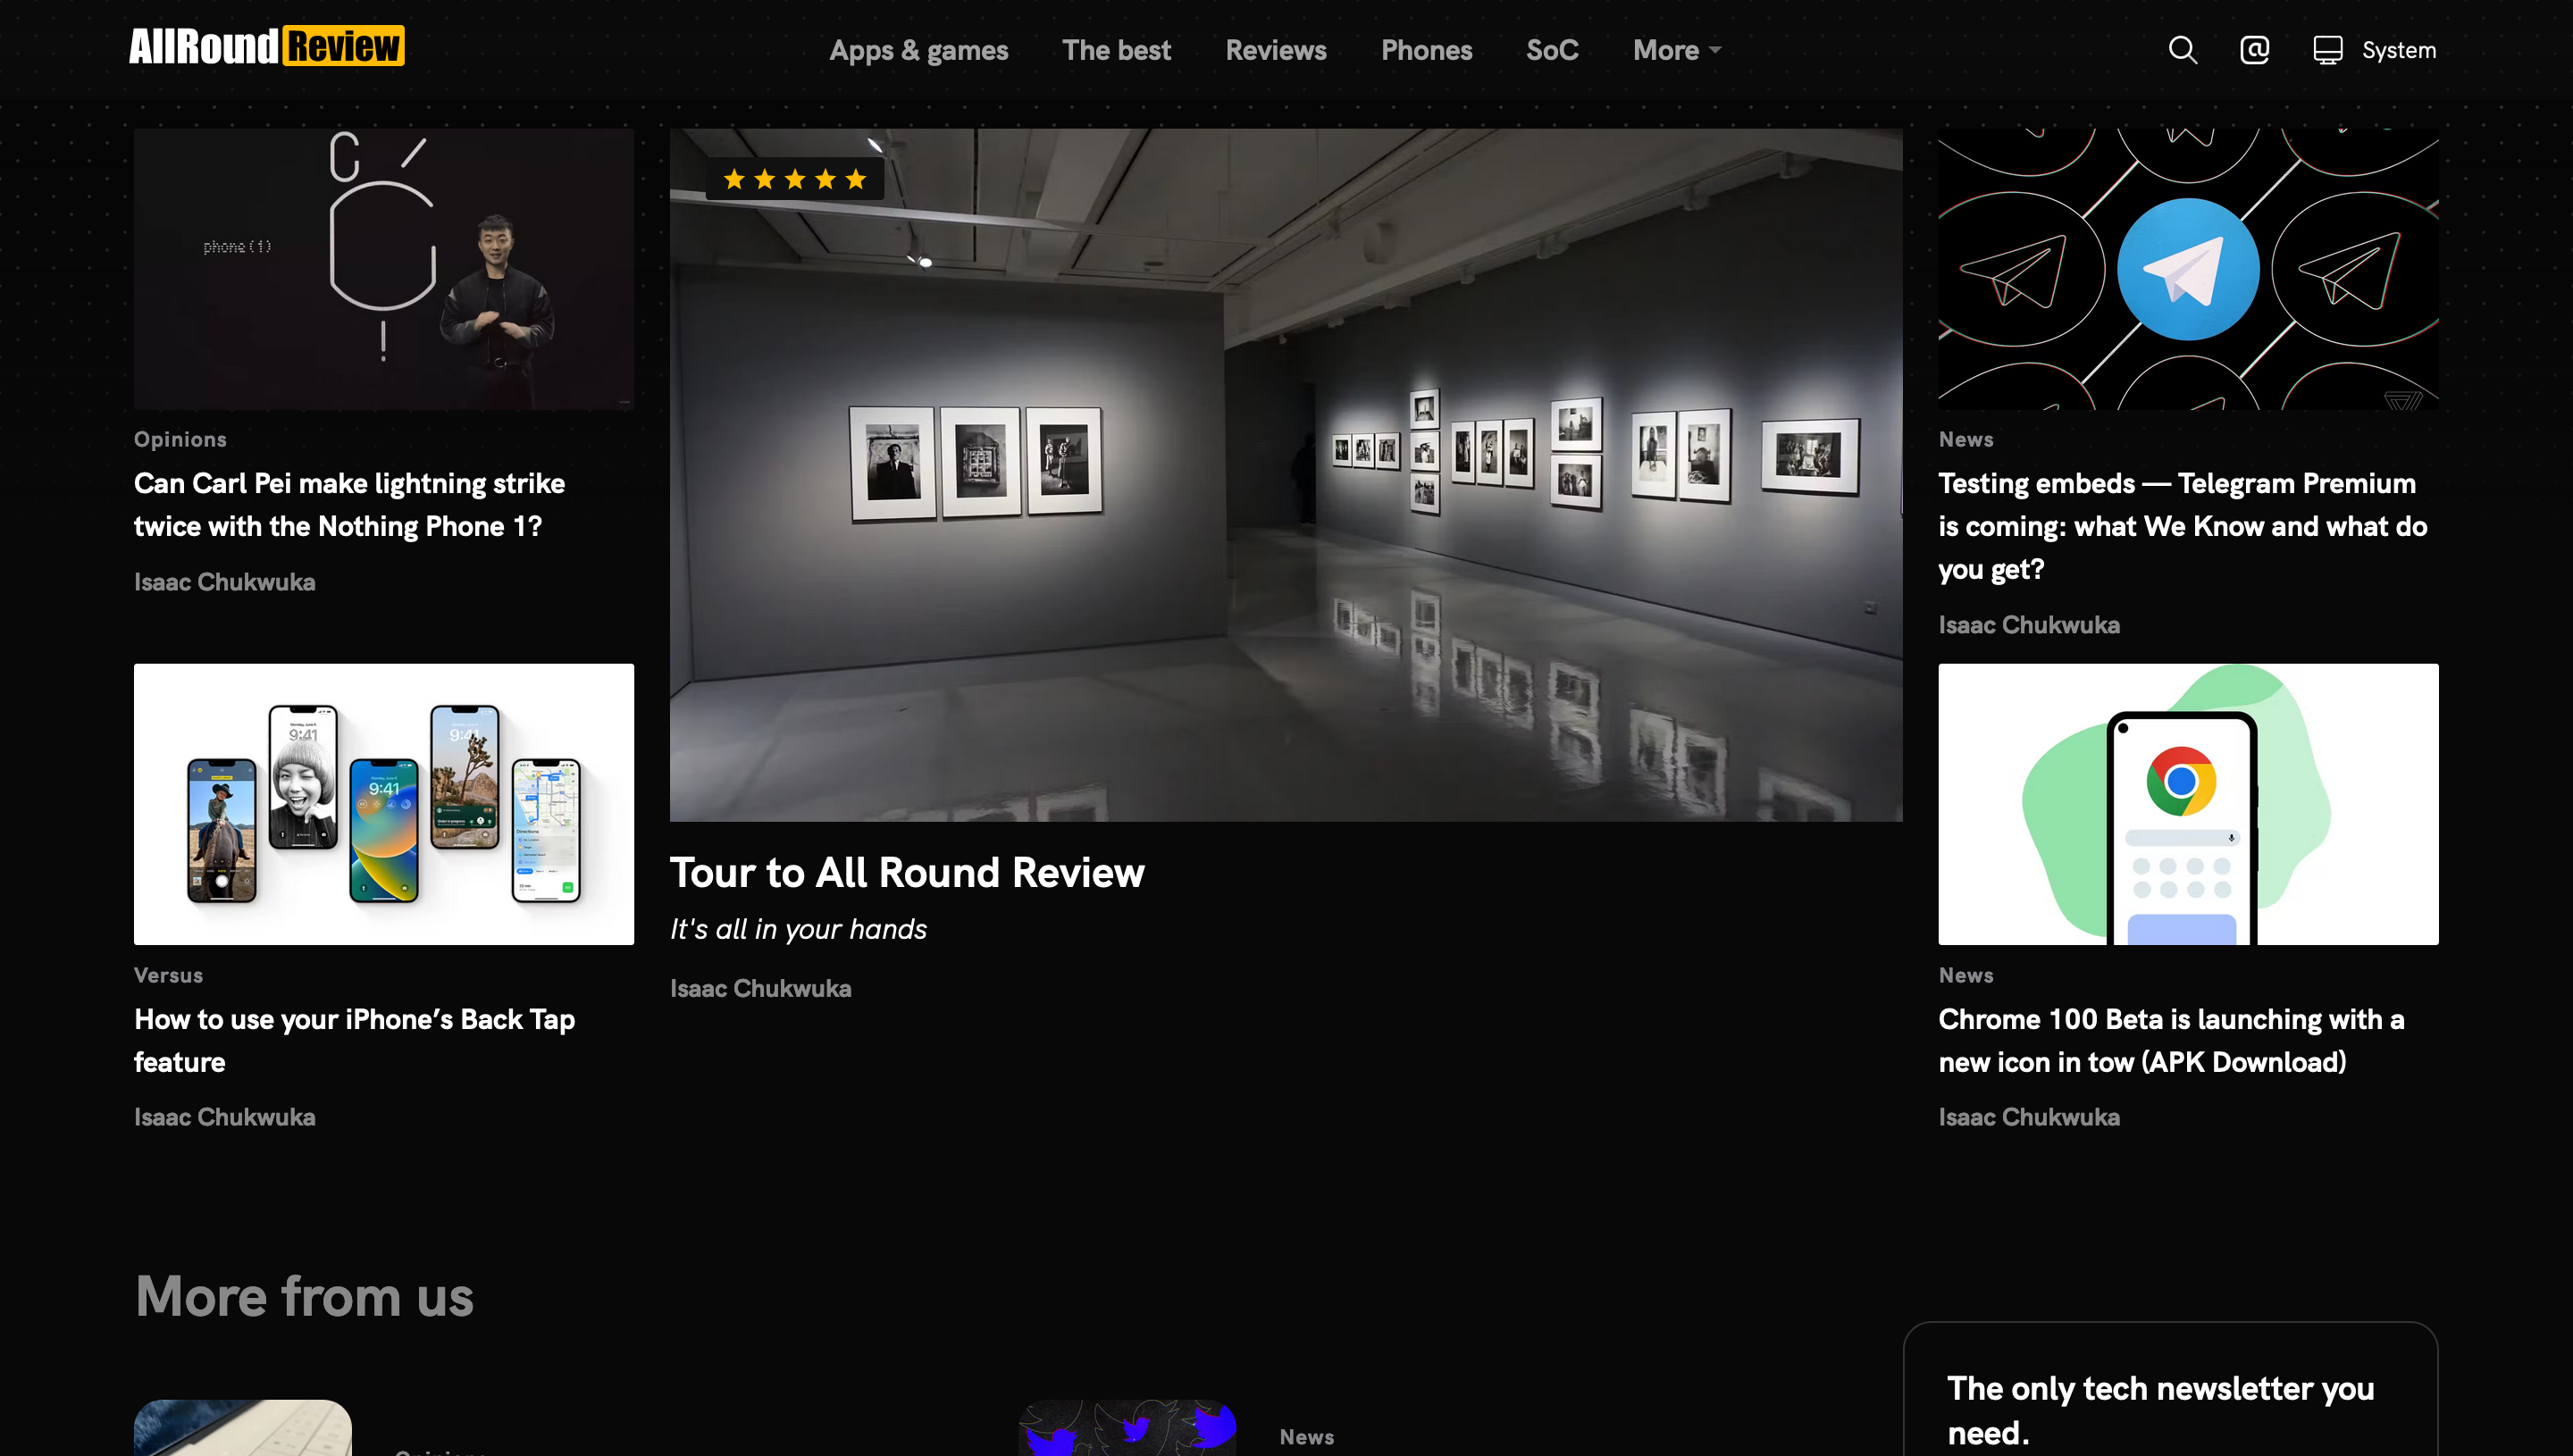 AllRound Review
Apps & games
The best
Reviews
Phones
SoC
More
System
phone (1)
Opinions
Can Carl Pei make lightning strike
twice with the Nothing Phone 1?
Isaac Chukwuka
Versus
How to use your iPhone’s Back Tap
feature
Isaac Chukwuka
Tour to All Round Review
It's all in your hands
Isaac Chukwuka
News
Testing embeds — Telegram Premium
is coming: what We Know and what do
you get?
Isaac Chukwuka
9:41
9:41
9:41
News
Chrome 100 Beta is launching with a
new icon in tow (APK Download)
Isaac Chukwuka
More from us
News
The only tech newsletter you
need.